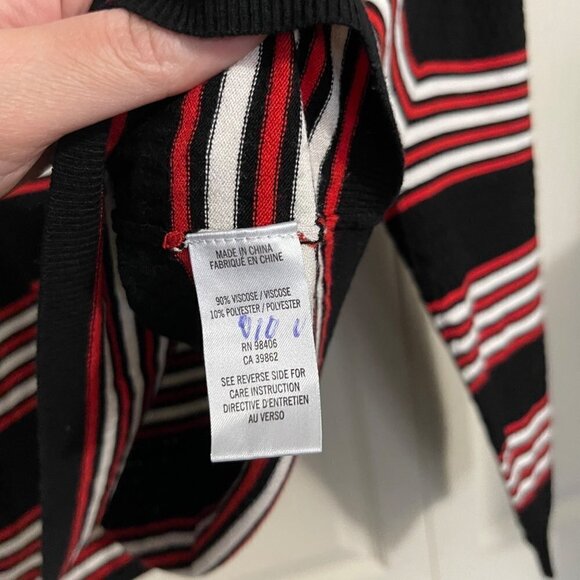 MADE IN CHINA
FABRIQUÉ EN CHINE
90% VISCOSE / VISCOSE
10% POLYESTER / POLYESTER
RN 98406
CA 39862
SEE REVERSE SIDE FOR
CARE INSTRUCTION
DIRECTIVE D'ENTRETIEN
AU VERSO